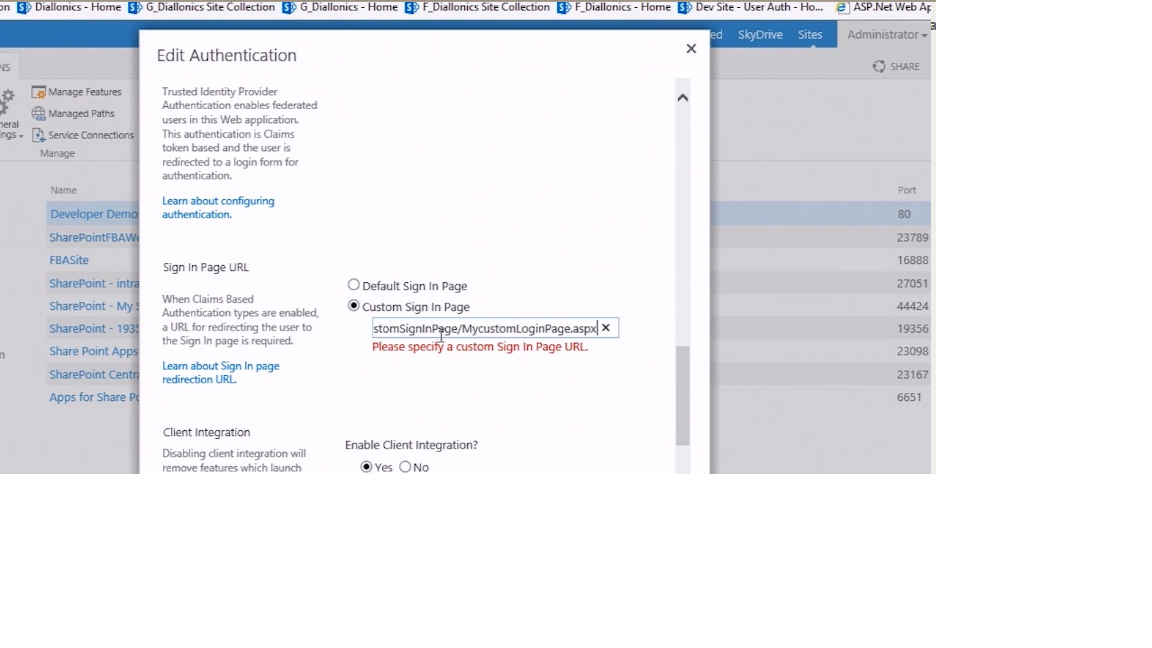 Diallonics - Home G_Diallonics Site Collection G_Diallonics - Home F_Diallonics Site Collection F_Diallonics - Home Dev Site - User Auth - Ho... ASP.Net Web Ap
SkyDrive Sites Administrator
SHARE
Manage Features
Managed Paths
Service Connections
Manage
Edit Authentication
Trusted Identity Provider
Authentication enables federated
users in this Web application.
This authentication is Claims
token based and the user is
redirected to a login form for
authentication.
Learn about configuring
authentication.
Sign In Page URL
When Claims Based
Authentication types are enabled,
a URL for redirecting the user to
the Sign In page is required.
Learn about Sign In page
redirection URL.
Default Sign In Page
Custom Sign In Page
stomSignInPage/MycustomLoginPage.aspx
Please specify a custom Sign In Page URL.
Client Integration
Disabling client integration will
remove features which launch
Enable Client Integration?
Yes No
Name Port
Developer Demo 80
SharePointFBAWe 23789
FBASite 16888
SharePoint - intra 27051
SharePoint - My S 44424
SharePoint - 1935 19356
Share Point Apps 23098
SharePoint Centra 23167
Apps for Share Po 6651